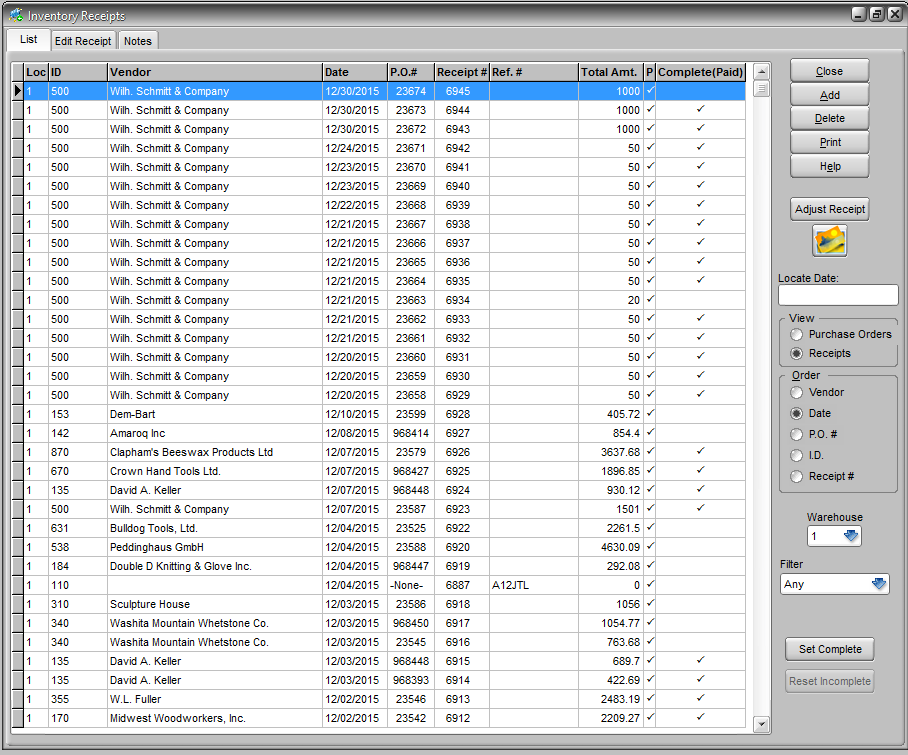 Inventory Receipts
List Edit Receipt Notes
Loc ID Vendor Date P.O.# Receipt # Ref. # Total Amt. P Complete(Paid)
1 500 Wilh. Schmitt & Company 12/30/2015 23674 6945 1000 ✓
1 500 Wilh. Schmitt & Company 12/30/2015 23673 6944 1000 ✓ ✓
1 500 Wilh. Schmitt & Company 12/30/2015 23672 6943 1000 ✓ ✓
1 500 Wilh. Schmitt & Company 12/24/2015 23671 6942 50 ✓ ✓
1 500 Wilh. Schmitt & Company 12/23/2015 23670 6941 50 ✓ ✓
1 500 Wilh. Schmitt & Company 12/23/2015 23669 6940 50 ✓ ✓
1 500 Wilh. Schmitt & Company 12/22/2015 23668 6939 50 ✓ ✓
1 500 Wilh. Schmitt & Company 12/21/2015 23667 6938 50 ✓ ✓
1 500 Wilh. Schmitt & Company 12/21/2015 23666 6937 50 ✓ ✓
1 500 Wilh. Schmitt & Company 12/21/2015 23665 6936 50 ✓ ✓
1 500 Wilh. Schmitt & Company 12/21/2015 23664 6935 50 ✓ ✓
1 500 Wilh. Schmitt & Company 12/21/2015 23663 6934 20 ✓
1 500 Wilh. Schmitt & Company 12/21/2015 23662 6933 50 ✓ ✓
1 500 Wilh. Schmitt & Company 12/21/2015 23661 6932 50 ✓ ✓
1 500 Wilh. Schmitt & Company 12/20/2015 23660 6931 50 ✓ ✓
1 500 Wilh. Schmitt & Company 12/20/2015 23659 6930 50 ✓ ✓
1 500 Wilh. Schmitt & Company 12/20/2015 23658 6929 50 ✓ ✓
1 153 Dem-Bart 12/10/2015 23599 6928 405.72 ✓
1 142 Amaroq Inc 12/08/2015 968414 6927 854.4 ✓
1 870 Clapham's Beeswax Products Ltd 12/07/2015 23579 6926 3637.68 ✓ ✓
1 670 Crown Hand Tools Ltd. 12/07/2015 968427 6925 1896.85 ✓ ✓
1 135 David A. Keller 12/07/2015 968448 6924 930.12 ✓ ✓
1 500 Wilh. Schmitt & Company 12/07/2015 23587 6923 1501 ✓ ✓
1 631 Bulldog Tools, Ltd. 12/04/2015 23525 6922 2261.5 ✓
1 538 Peddinghaus GmbH 12/04/2015 23588 6920 4630.09 ✓
1 184 Double D Knitting & Glove Inc. 12/04/2015 968447 6919 292.08 ✓
1 110 12/04/2015 -None- 6887 A12JTL 0 ✓
1 310 Sculpture House 12/03/2015 23586 6918 1056 ✓
1 340 Washita Mountain Whetstone Co. 12/03/2015 968450 6917 1054.77 ✓
1 340 Washita Mountain Whetstone Co. 12/03/2015 23545 6916 763.68 ✓
1 135 David A. Keller 12/03/2015 968448 6915 689.7 ✓ ✓
1 135 David A. Keller 12/03/2015 968393 6914 422.69 ✓ ✓
1 355 W.L. Fuller 12/02/2015 23546 6913 2483.19 ✓ ✓
1 170 Midwest Woodworkers, Inc. 12/02/2015 23542 6912 2209.27 ✓ ✓
Close
Add
Delete
Print
Help
Adjust Receipt
Locate Date:
View
Purchase Orders
Receipts
Order
Vendor
Date
P.O. #
I.D.
Receipt #
Warehouse
1
Filter
Any
Set Complete
Reset Incomplete